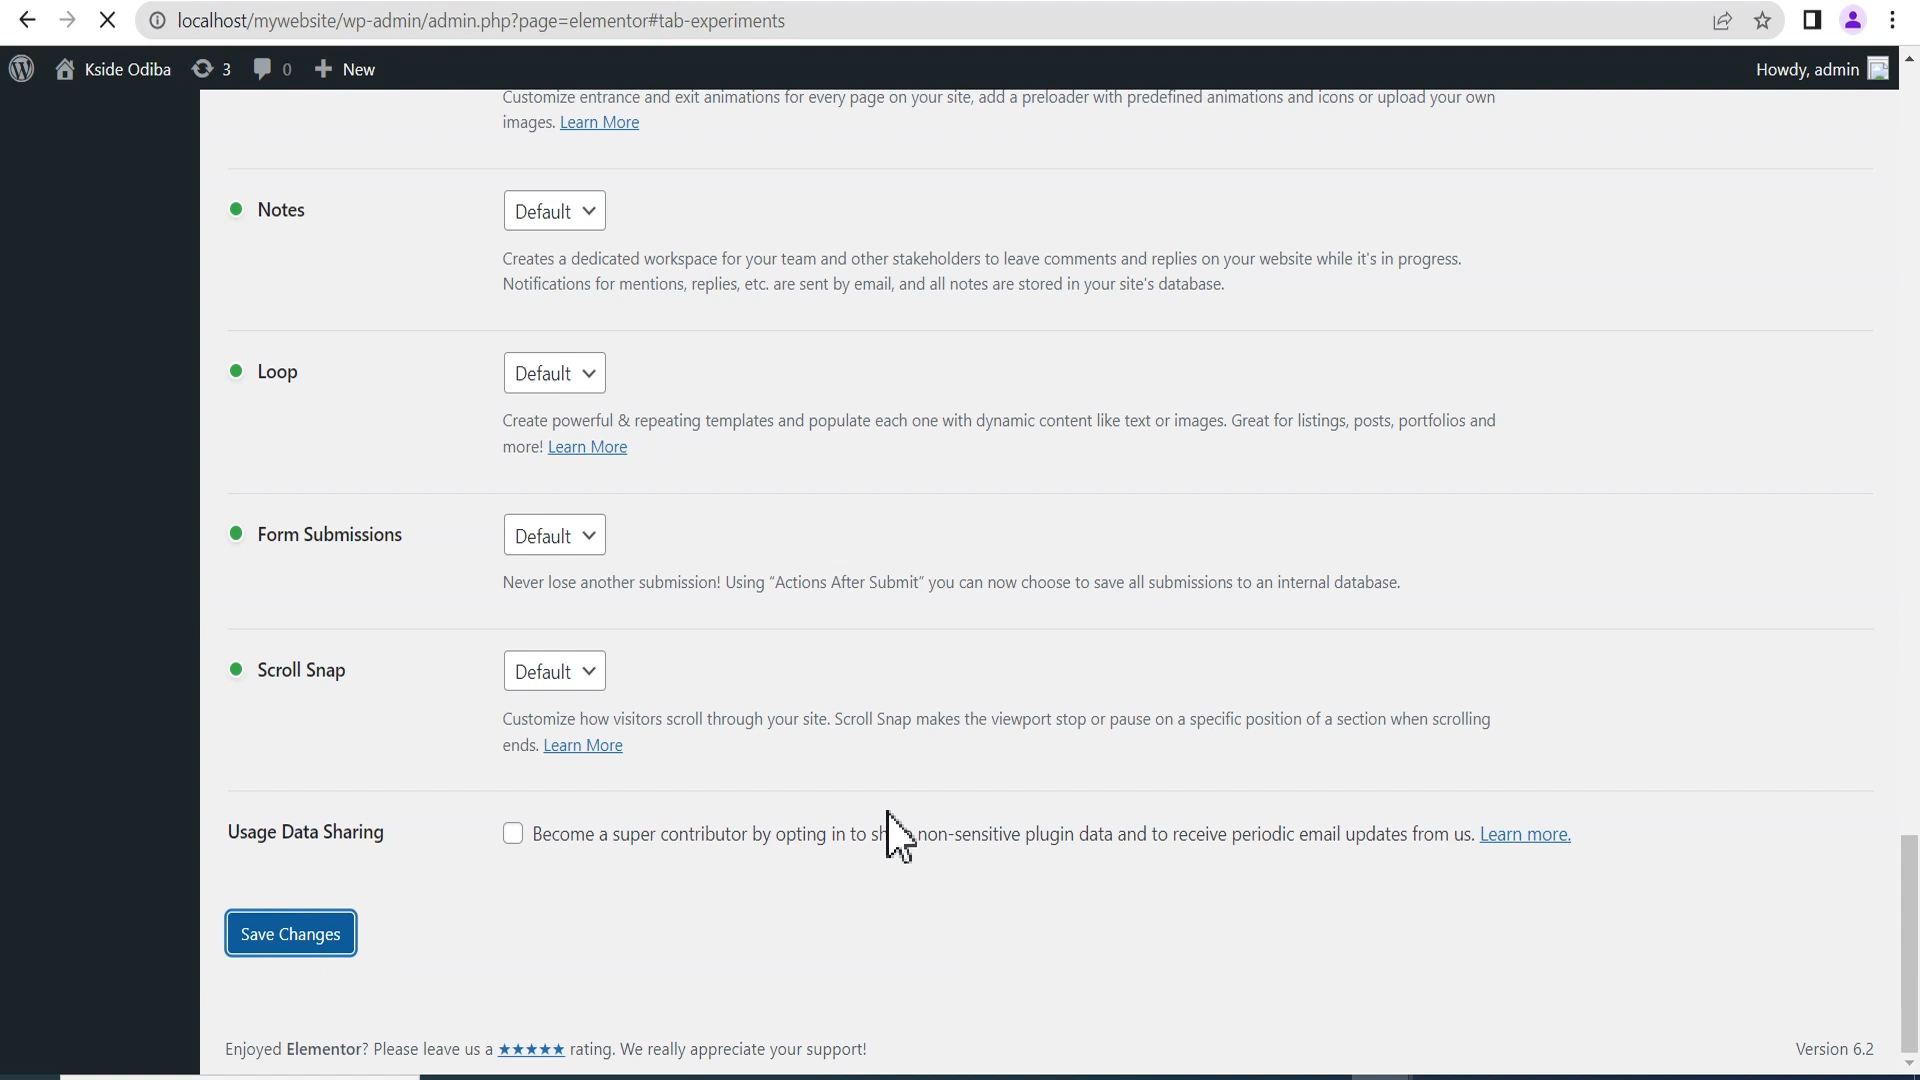 localhost/mywebsite/wp-admin/admin.php?page=elementor#tab-experiments
Kside Odiba 3 0 New Howdy, admin
Customize entrance and exit animations for every page on your site, add a preloader with predefined animations and icons or upload your own
images. Learn More
Notes Default
Creates a dedicated workspace for your team and other stakeholders to leave comments and replies on your website while it's in progress.
Notifications for mentions, replies, etc. are sent by email, and all notes are stored in your site's database.
Loop Default
Create powerful & repeating templates and populate each one with dynamic content like text or images. Great for listings, posts, portfolios and
more! Learn More
Form Submissions Default
Never lose another submission! Using “Actions After Submit” you can now choose to save all submissions to an internal database.
Scroll Snap Default
Customize how visitors scroll through your site. Scroll Snap makes the viewport stop or pause on a specific position of a section when scrolling
ends. Learn More
Usage Data Sharing Become a super contributor by opting in to non-sensitive plugin data and to receive periodic email updates from us. Learn more.
Save Changes
Enjoyed Elementor? Please leave us a ★★★★★ rating. We really appreciate your support! Version 6.2